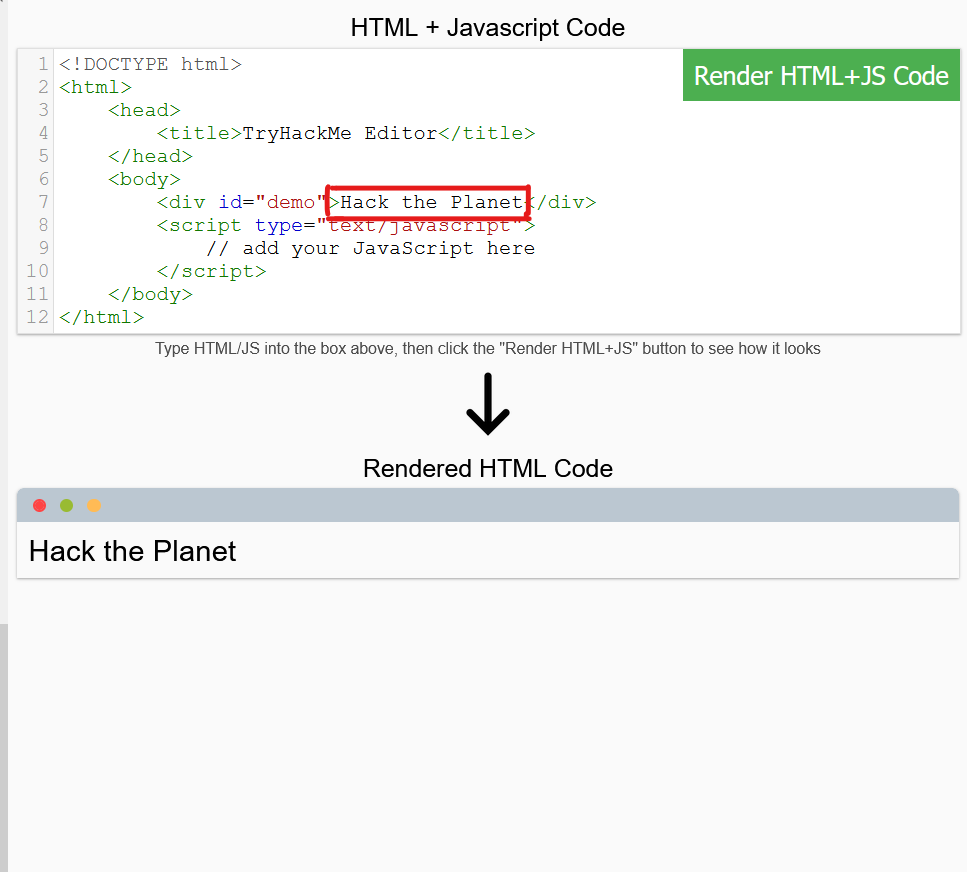 HTML + Javascript Code
Render HTML+JS Code
1 <!DOCTYPE html>
2 <html>
3     <head>
4         <title>TryHackMe Editor</title>
5     </head>
6     <body>
7         <div id="demo">Hack the Planet</div>
8         <script type="text/javascript">
9             // add your JavaScript here
10         </script>
11     </body>
12 </html>
Type HTML/JS into the box above, then click the "Render HTML+JS" button to see how it looks
Rendered HTML Code
Hack the Planet